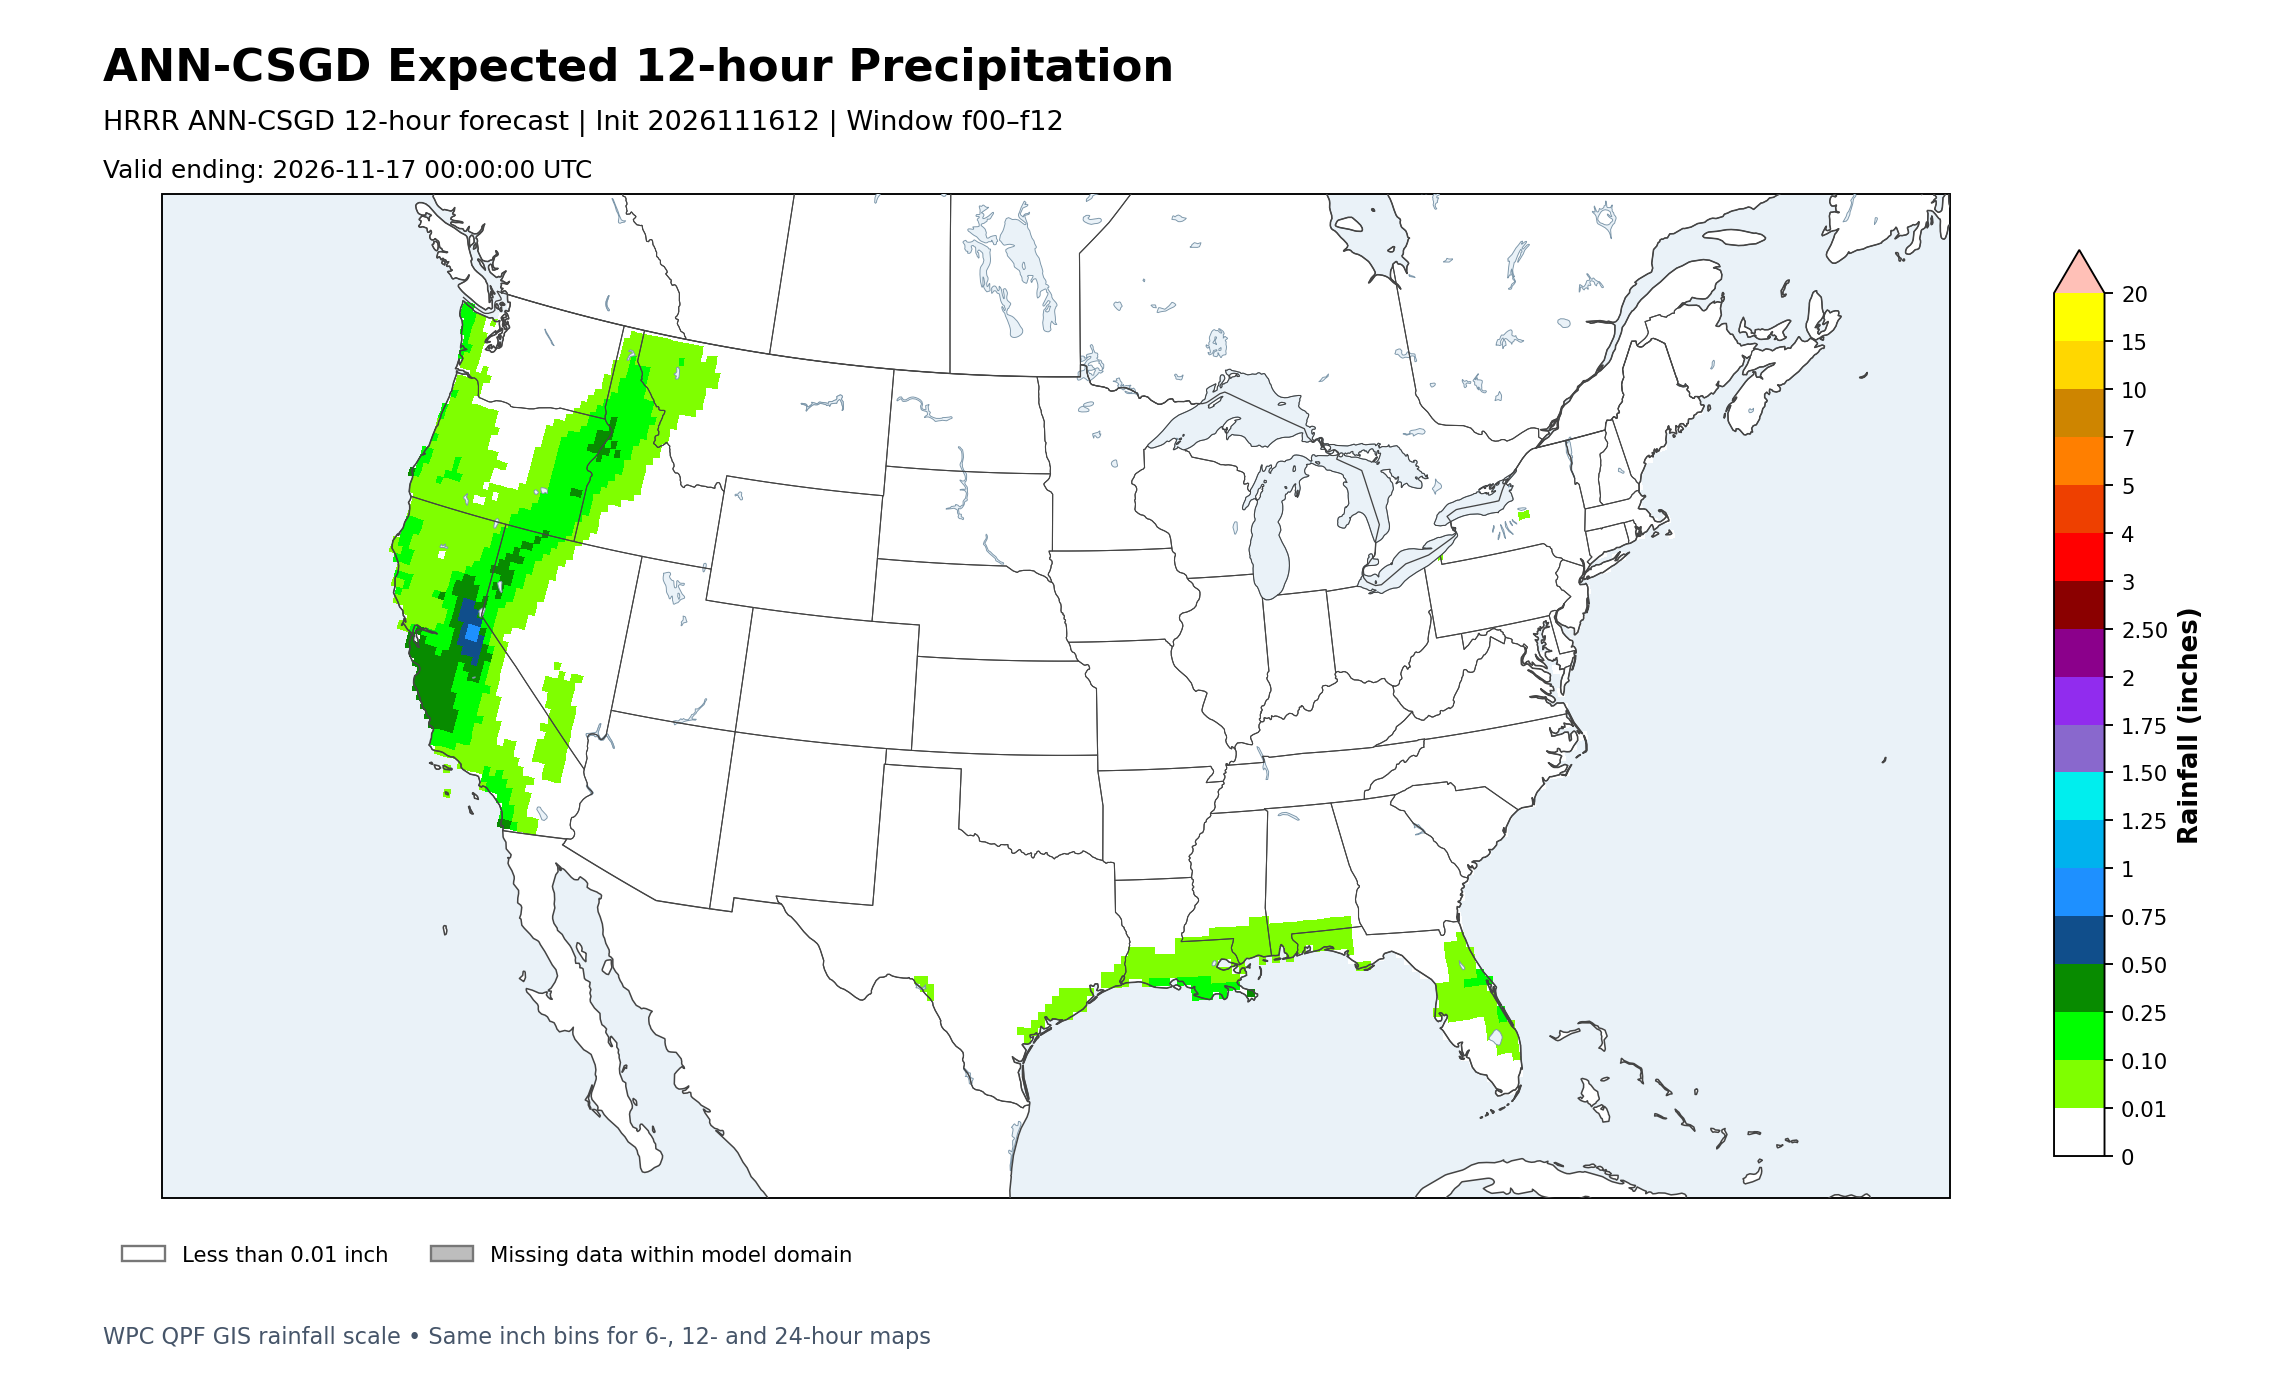 ANN-CSGD Expected 12-hour Precipitation
HRRR ANN-CSGD 12-hour forecast | Init 2026111612 | Window f00–f12
Valid ending: 2026-11-17 00:00:00 UTC
20
15
10
7
5
4
3
2.50
2
1.75
1.50
1.25
1
0.75
0.50
0.25
0.10
0.01
0
Rainfall (inches)
Less than 0.01 inch
Missing data within model domain
WPC QPF GIS rainfall scale • Same inch bins for 6-, 12- and 24-hour maps